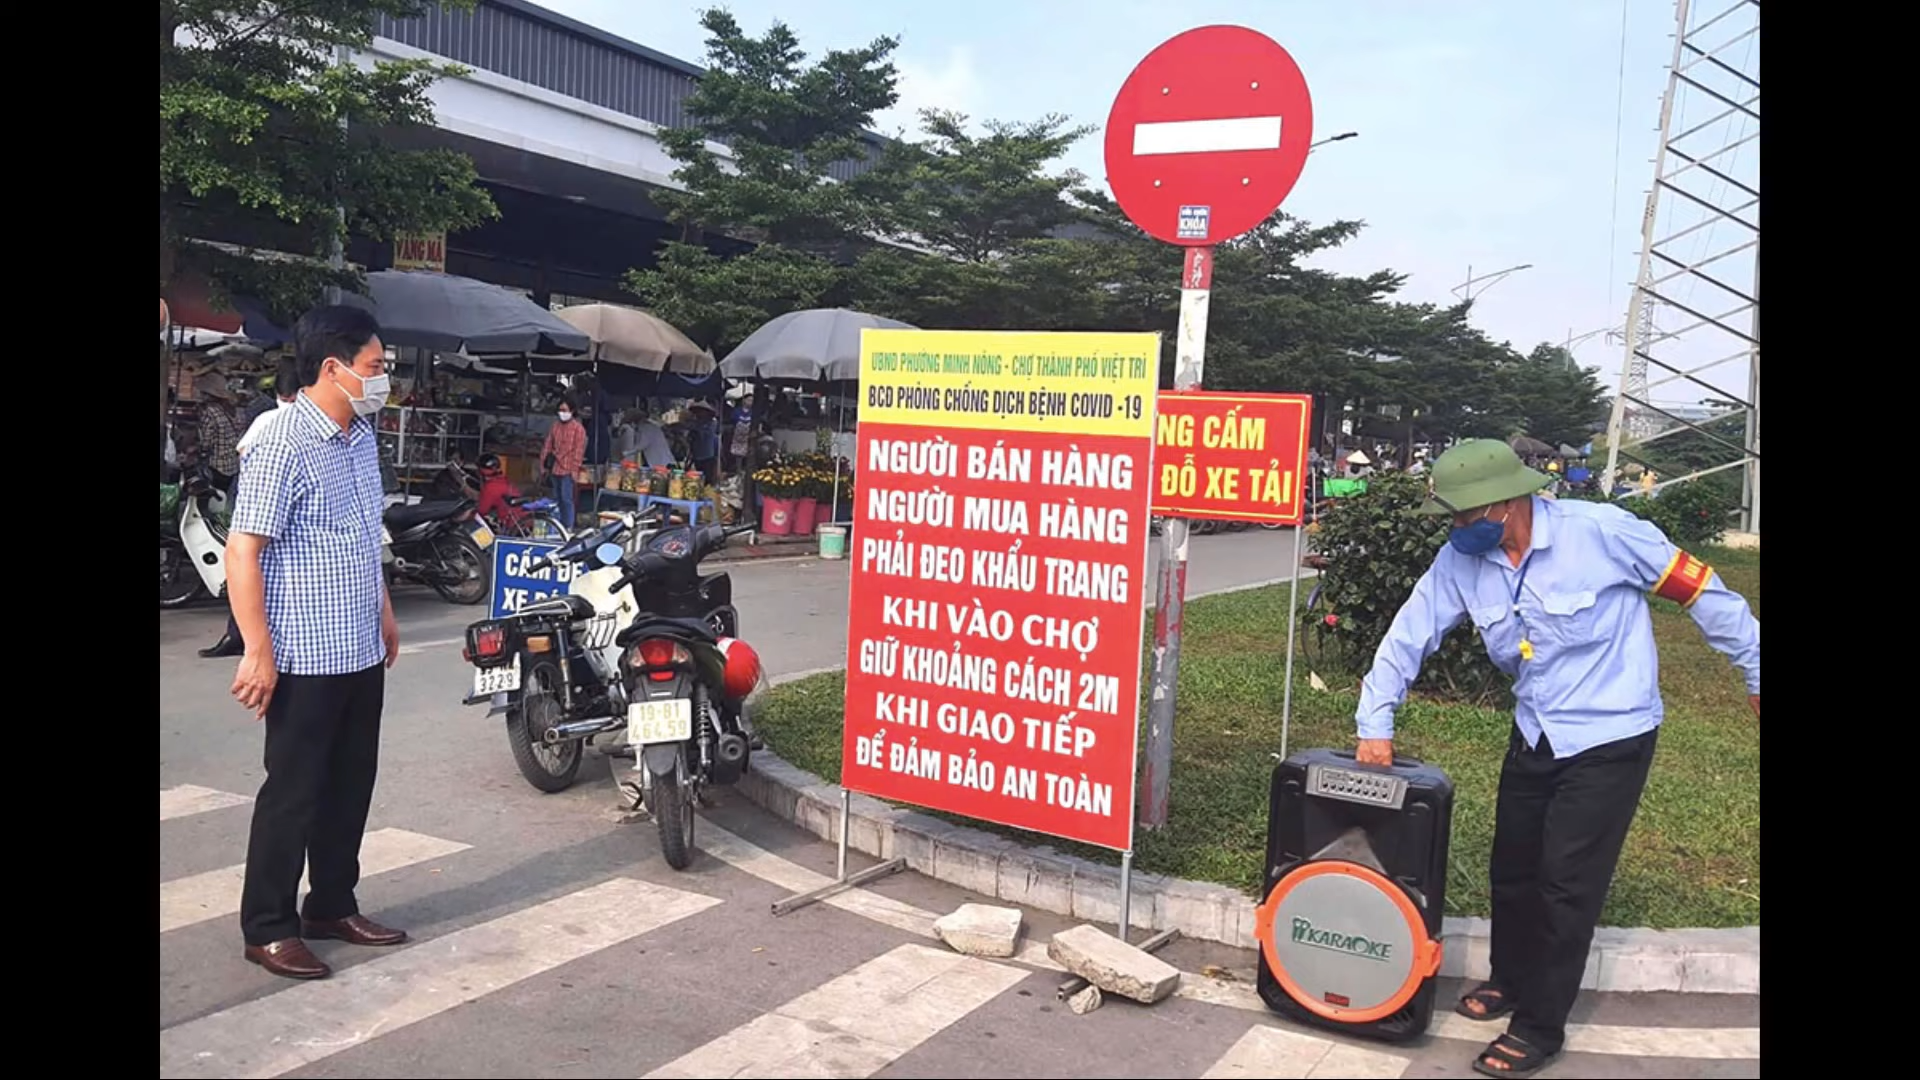 VÀNG MÃ
KHÓA
UBND PHƯỜNG MINH NÔNG - CHỢ THÀNH PHỐ VIỆT TRÌ
BCĐ PHÒNG CHỐNG DỊCH BỆNH COVID -19
NGƯỜI BÁN HÀNG
NGƯỜI MUA HÀNG
PHẢI ĐEO KHẨU TRANG
KHI VÀO CHỢ
GIỮ KHOẢNG CÁCH 2M
KHI GIAO TIẾP
ĐỂ ĐẢM BẢO AN TOÀN
NG CẤM
ĐỖ XE TẢI
CẤM ĐỂ
XE
3229
19-B1
464.59
KARAOKE